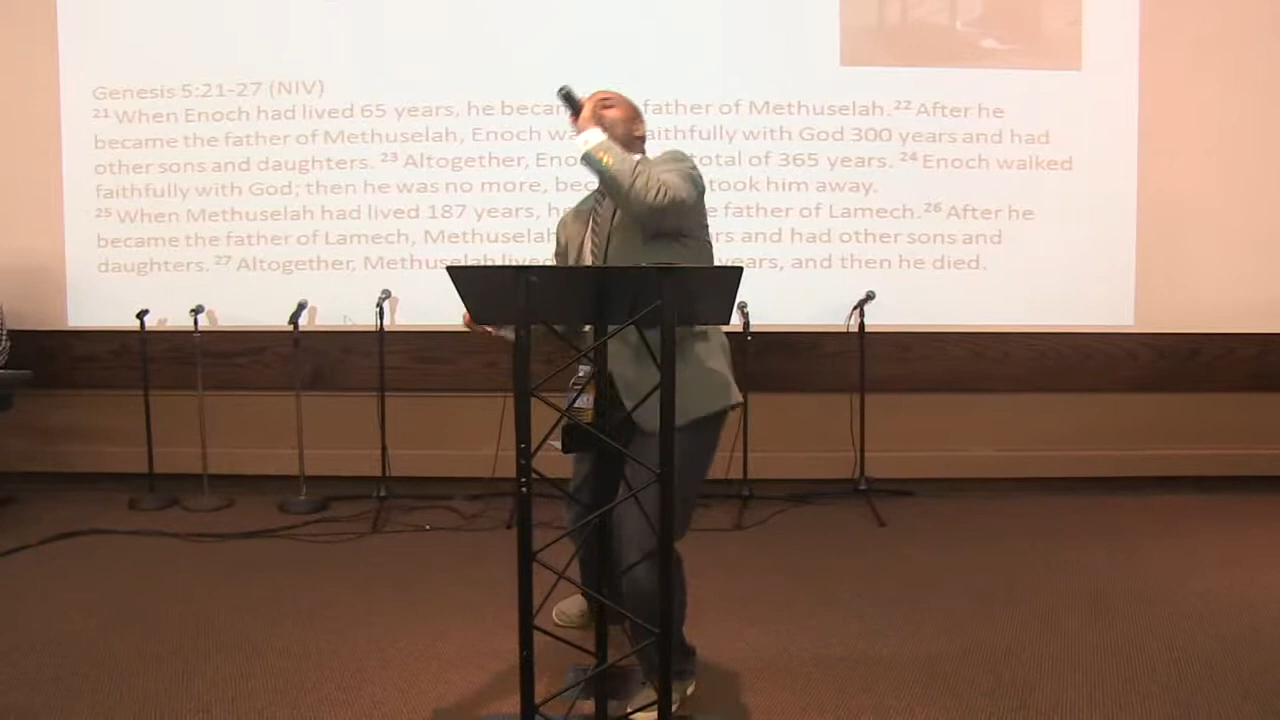 Genesis 5:21-27 (NIV)
21 When Enoch had lived 65 years, he becam father of Methuselah. 22 After he
became the father of Methuselah, Enoch wa aithfully with God 300 years and had
other sons and daughters. 23 Altogether, Eno total of 365 years. 24 Enoch walked
faithfully with God; then he was no more, bec took him away.
25 When Methuselah had lived 187 years, h e father of Lamech. 26 After he
became the father of Lamech, Methuselah rs and had other sons and
daughters. 27 Altogether, Methuselah lived years, and then he died.